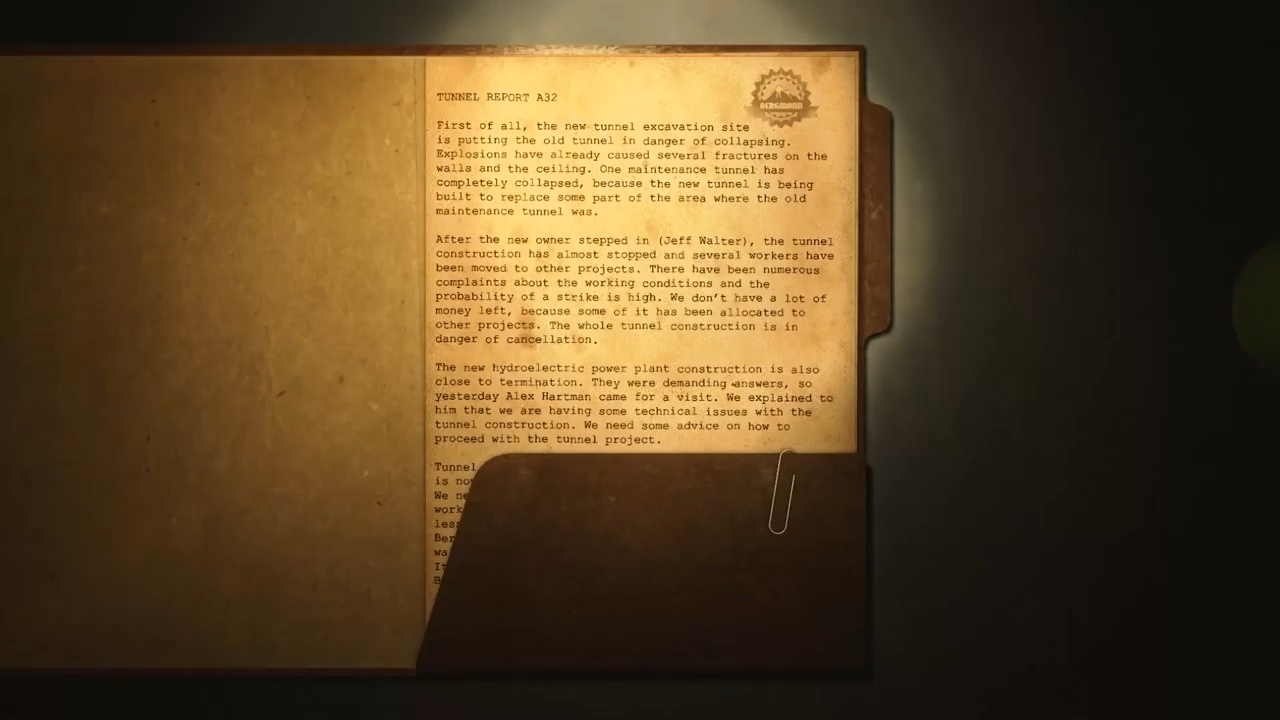 TUNNEL REPORT A32
BERGMANN
First of all, the new tunnel excavation site
is putting the old tunnel in danger of collapsing.
Explosions have already caused several fractures on the
walls and the ceiling. One maintenance tunnel has
completely collapsed, because the new tunnel is being
built to replace some part of the area where the old
maintenance tunnel was.
After the new owner stepped in (Jeff Walter), the tunnel
construction has almost stopped and several workers have
been moved to other projects. There have been numerous
complaints about the working conditions and the
probability of a strike is high. We don't have a lot of
money left, because some of it has been allocated to
other projects. The whole tunnel construction is in
danger of cancellation.
The new hydroelectric power plant construction is also
close to termination. They were demanding answers, so
yesterday Alex Hartman came for a visit. We explained to
him that we are having some technical issues with the
tunnel construction. We need some advice on how to
proceed with the tunnel project.
Tunnel
is
We